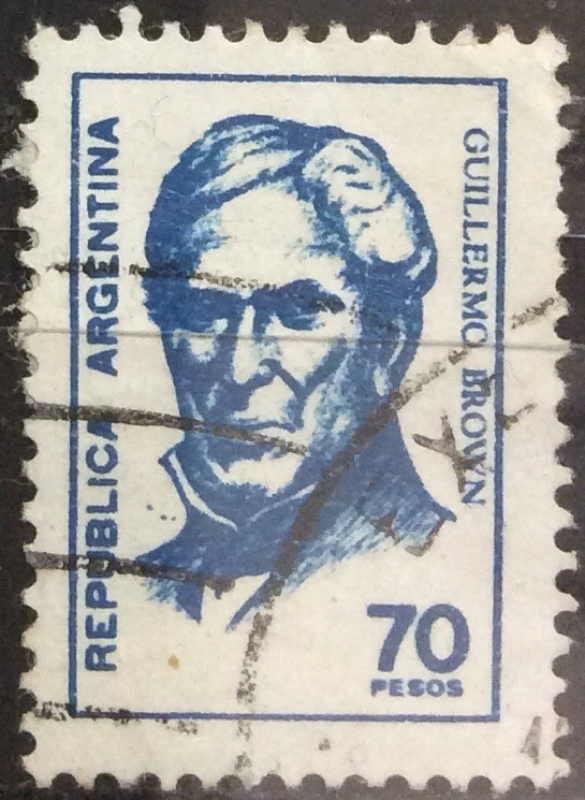 REPUBLICA ARGENTINA
GUILLERMO BROWN
70
PESOS